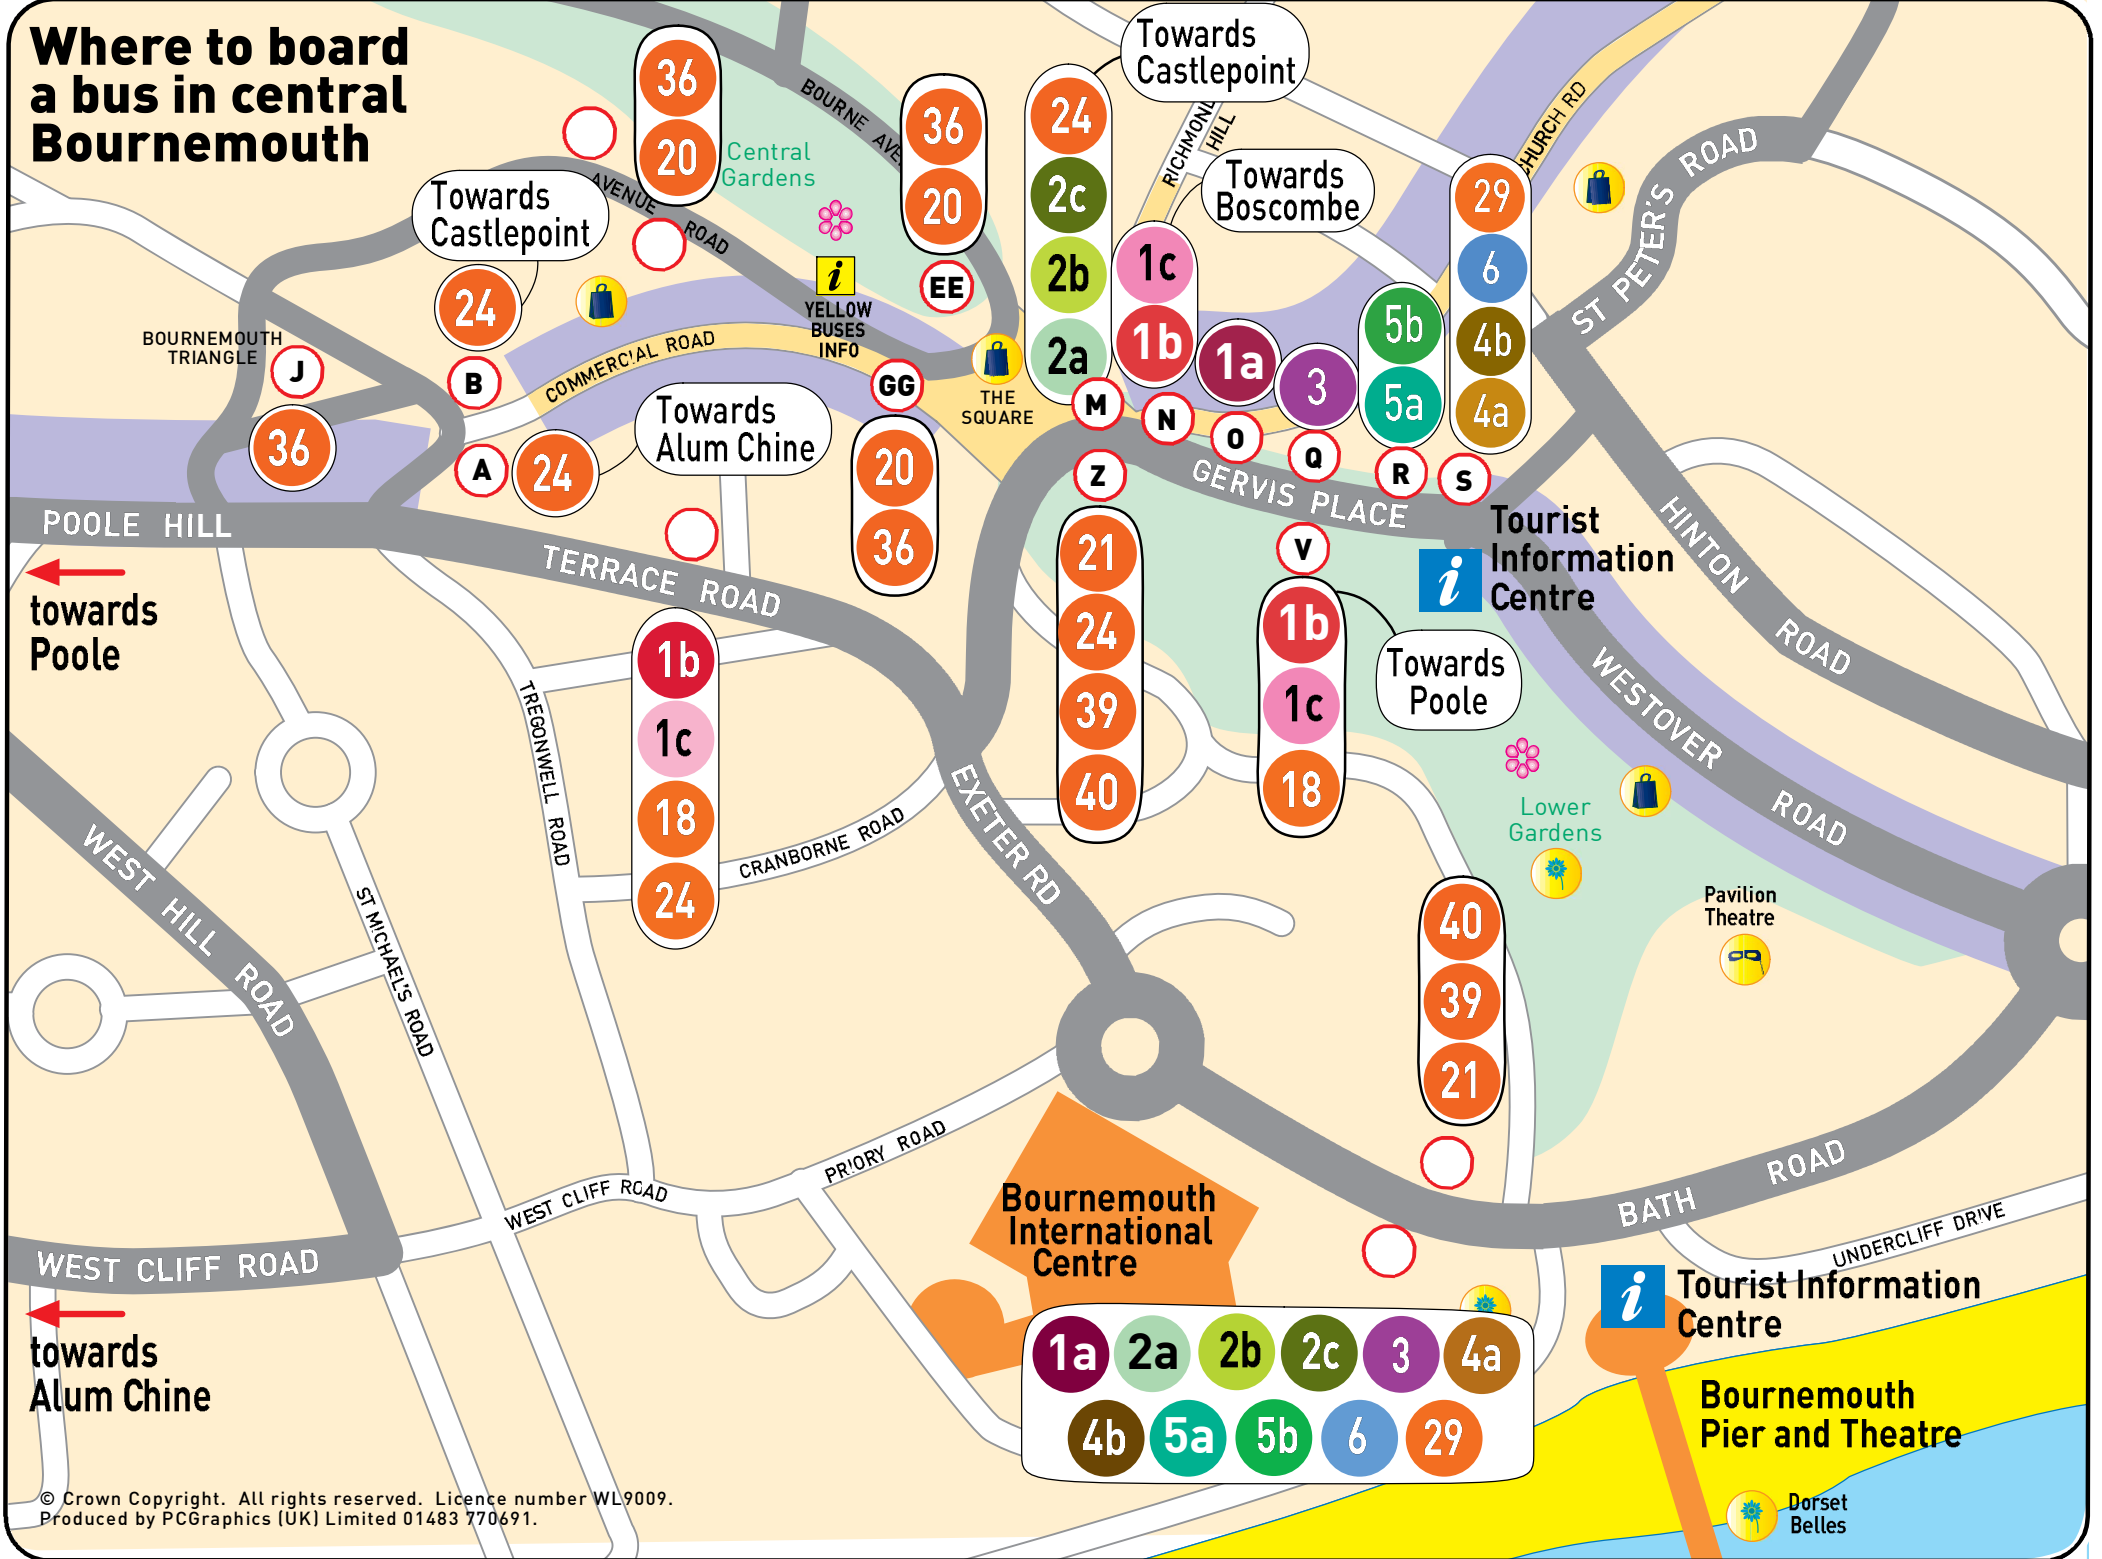 Where to board
a bus in central
Bournemouth
36
20
Central
Gardens
BOURNE AVE
36
20
EE
24
2c
2b
2a
Towards
Castlepoint
RICHMOND
HILL
Towards
Boscombe
1c
1b
1a
3
5b
5a
29
6
4b
4a
CHURCH RD
ST PETER'S ROAD
Towards
Castlepoint
AVENUE ROAD
24
B
YELLOW
BUSES
INFO
BOURNEMOUTH
TRIANGLE
J
36
COMMERCIAL ROAD
A
24
Towards
Alum Chine
GG
20
36
THE
SQUARE
M
N
O
Q
R
S
Z
GERVIS PLACE
V
POOLE HILL
TERRACE ROAD
towards
Poole
21
24
39
40
1b
1c
18
Towards
Poole
Tourist
Information
Centre
HINTON ROAD
WESTOVER ROAD
1b
1c
18
24
TREGONWELL ROAD
CRANBORNE ROAD
EXETER RD
Lower
Gardens
Pavilion
Theatre
WEST HILL ROAD
ST MICHAEL'S ROAD
40
39
21
PRIORY ROAD
WEST CLIFF ROAD
WEST CLIFF ROAD
BATH ROAD
UNDERCLIFF DRIVE
Bournemouth
International
Centre
towards
Alum Chine
1a
2a
2b
2c
3
4a
4b
5a
5b
6
29
Tourist Information
Centre
Bournemouth
Pier and Theatre
Dorset
Belles
© Crown Copyright. All rights reserved. Licence number WL9009.
Produced by PCGraphics (UK) Limited 01483 770691.